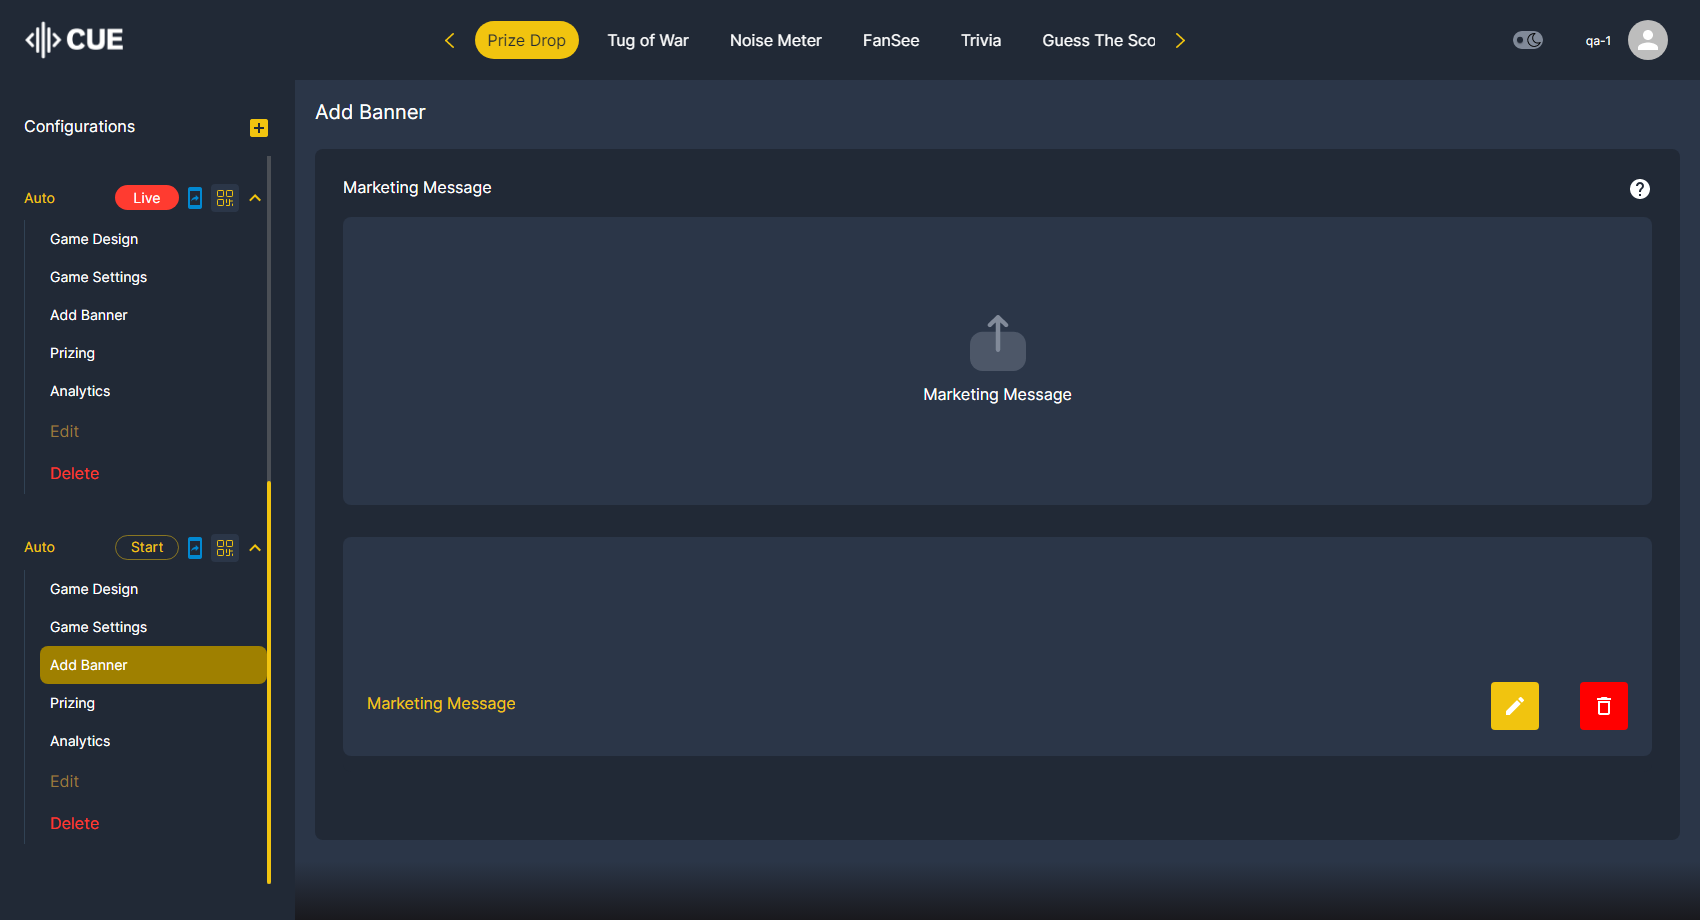 CUE
Prize Drop
Tug of War
Noise Meter
FanSee
Trivia
Guess The Sco
qa-1
Configurations
Auto
Live
Game Design
Game Settings
Add Banner
Prizing
Analytics
Edit
Delete
Auto
Start
Game Design
Game Settings
Add Banner
Prizing
Analytics
Edit
Delete
Add Banner
Marketing Message
?
Marketing Message
Marketing Message